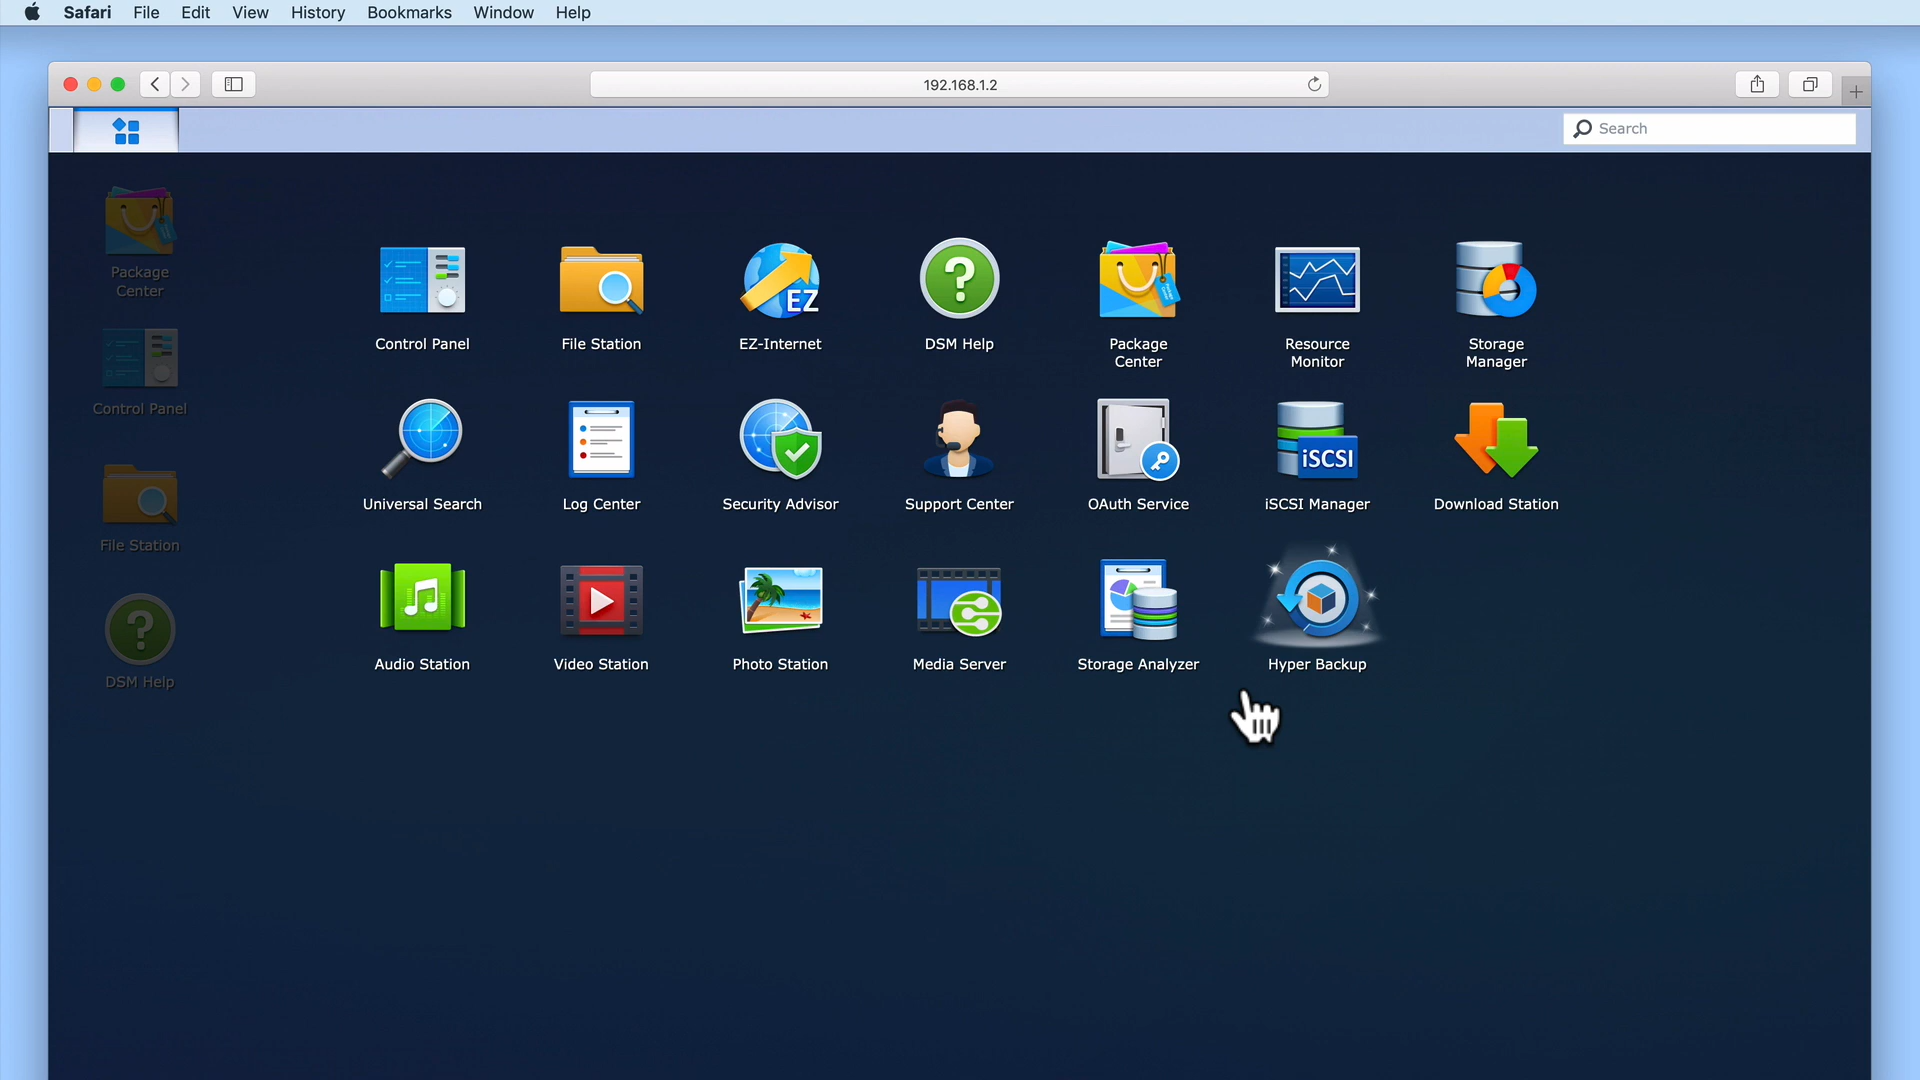 Safari File Edit View History Bookmarks Window Help
192.168.1.2
Search
Package
Center
Control Panel
File Station
DSM Help
Control Panel
File Station
EZ
EZ-Internet
DSM Help
Package
Center
Resource
Monitor
Storage
Manager
Universal Search
Log Center
Security Advisor
Support Center
OAuth Service
iSCSI
iSCSI Manager
Download Station
Audio Station
Video Station
Photo Station
Media Server
Storage Analyzer
Hyper Backup